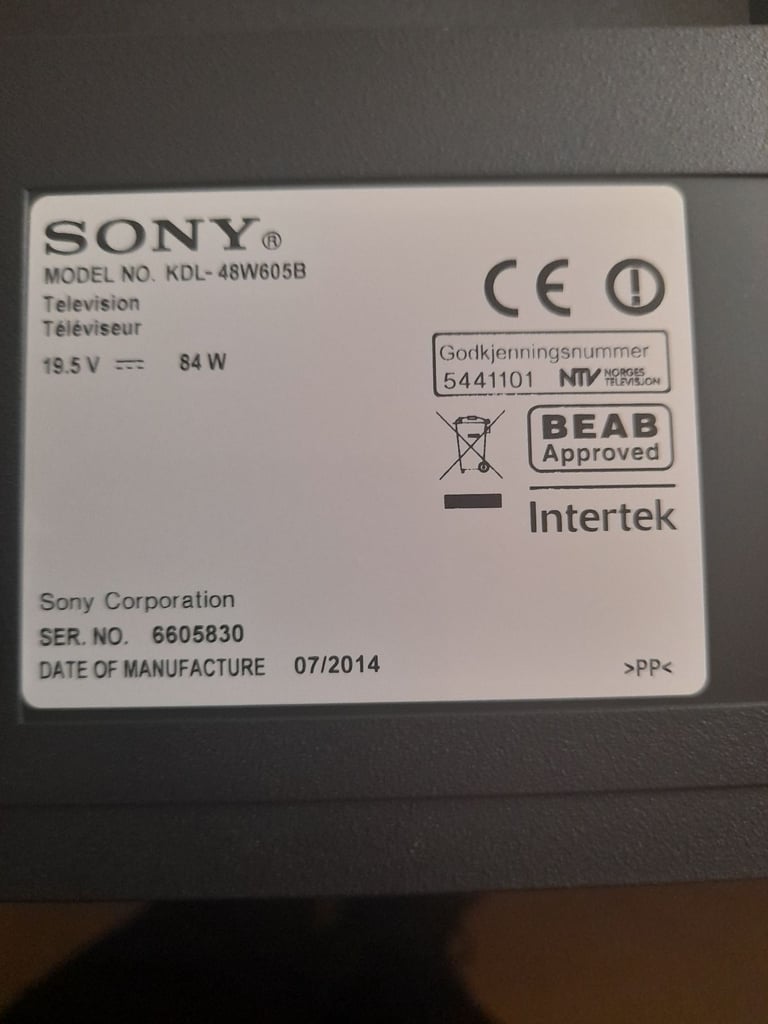 SONY®
MODEL NO. KDL-48W605B
Television
Téléviseur
19.5 V 84 W
CE
Godkjenningsnummer
5441101 NTV NORGES TELEVISJON
BEAB
Approved
Intertek
Sony Corporation
SER. NO. 6605830
DATE OF MANUFACTURE 07/2014
>PP<